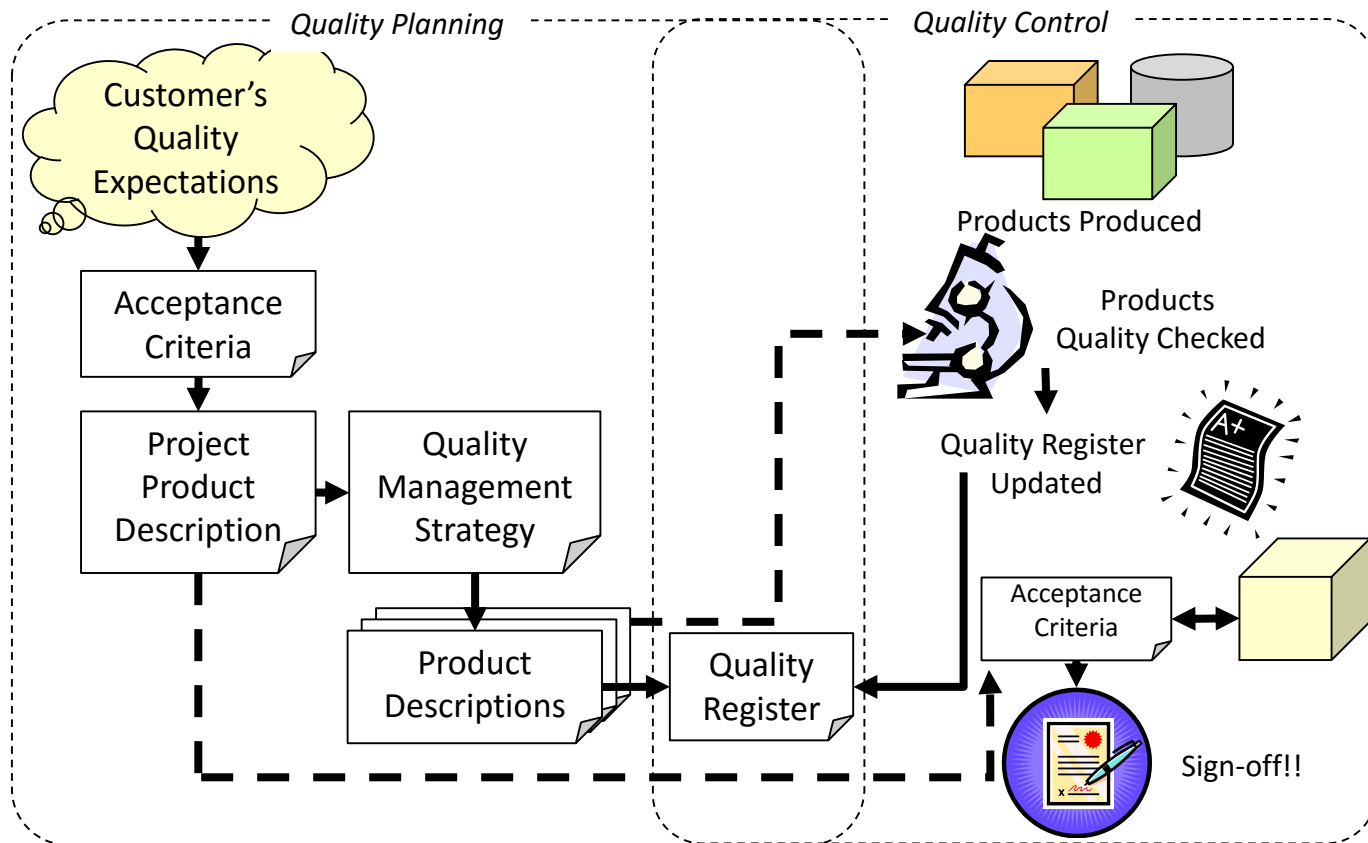 Quality Planning
Quality Control
Customer’s
Quality
Expectations
Acceptance
Criteria
Project
Product
Description
Quality
Management
Strategy
Product
Descriptions
Quality
Register
Products Produced
Products
Quality Checked
Quality Register
Updated
A+
Acceptance
Criteria
x
Sign-off!!